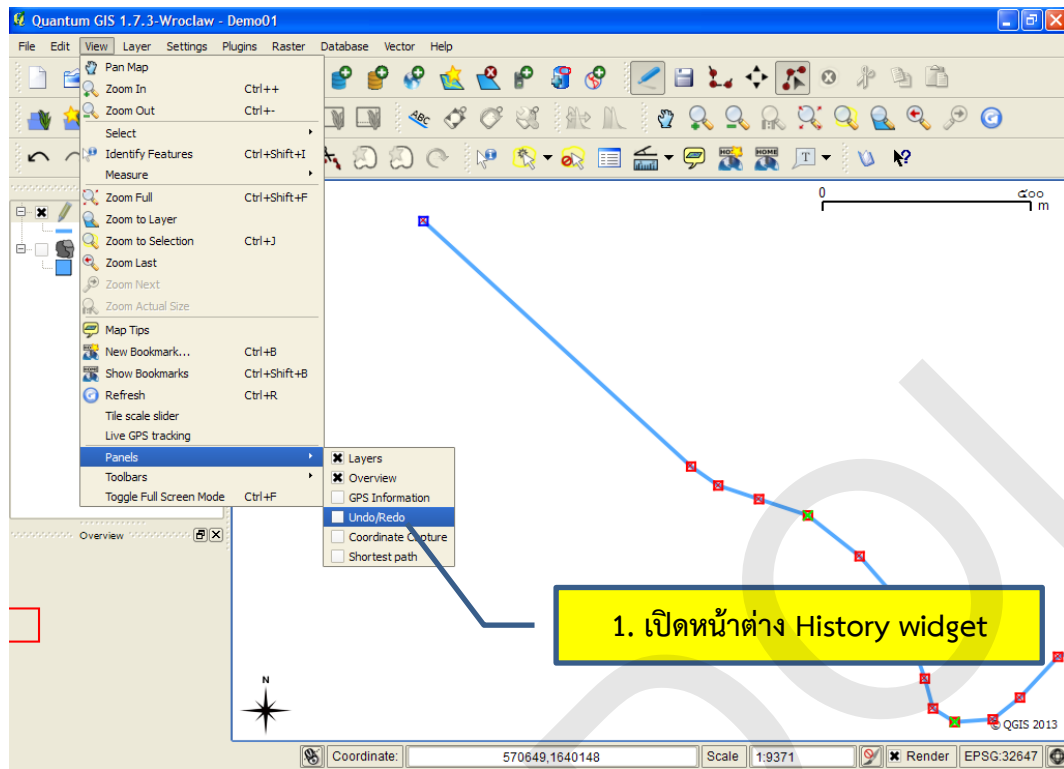 Quantum GIS 1.7.3-Wroclaw - Demo01
File Edit View Layer Settings Plugins Raster Database Vector Help
Pan Map
Zoom In Ctrl++
Zoom Out Ctrl+-
Select
Identify Features Ctrl+Shift+I
Measure
Zoom Full Ctrl+Shift+F
Zoom to Layer
Zoom to Selection Ctrl+J
Zoom Last
Zoom Next
Zoom Actual Size
Map Tips
New Bookmark... Ctrl+B
Show Bookmarks Ctrl+Shift+B
Refresh Ctrl+R
Tile scale slider
Live GPS tracking
Panels
Toolbars
Toggle Full Screen Mode Ctrl+F
Layers
Overview
GPS Information
Undo/Redo
Coordinate Capture
Shortest path
Overview
ABC
HOME
T
0 ๕๐๐
m
1. เปิดหน้าต่าง History widget
N
© QGIS 2013
Coordinate: 570649,1640148 Scale 1:9371 Render EPSG:32647